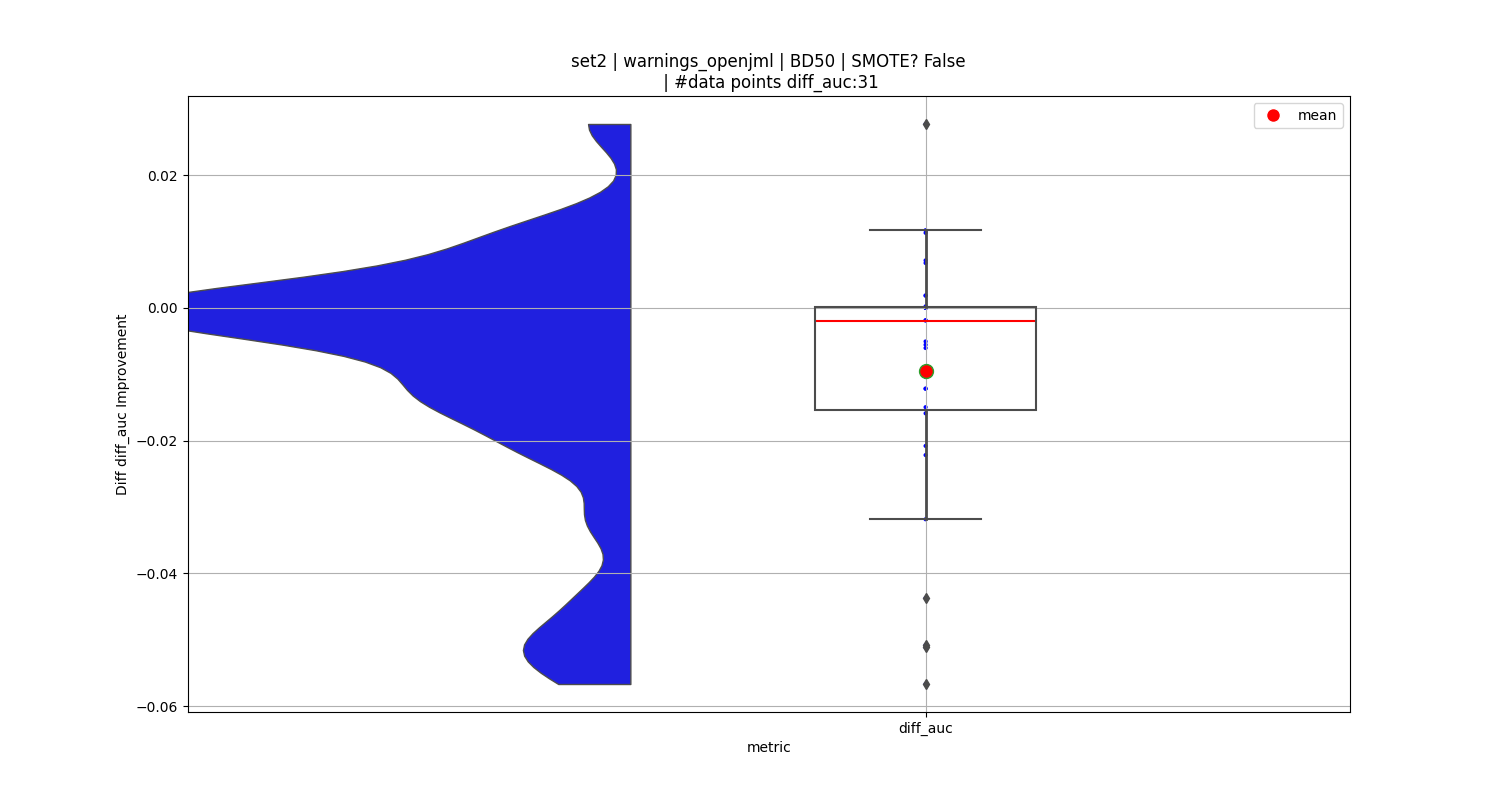 set2 | warnings_openjml | BD50 | SMOTE? False
| #data points diff_auc:31
mean
0.02
0.00
−0.02
−0.04
−0.06
Diff diff_auc Improvement
diff_auc
metric